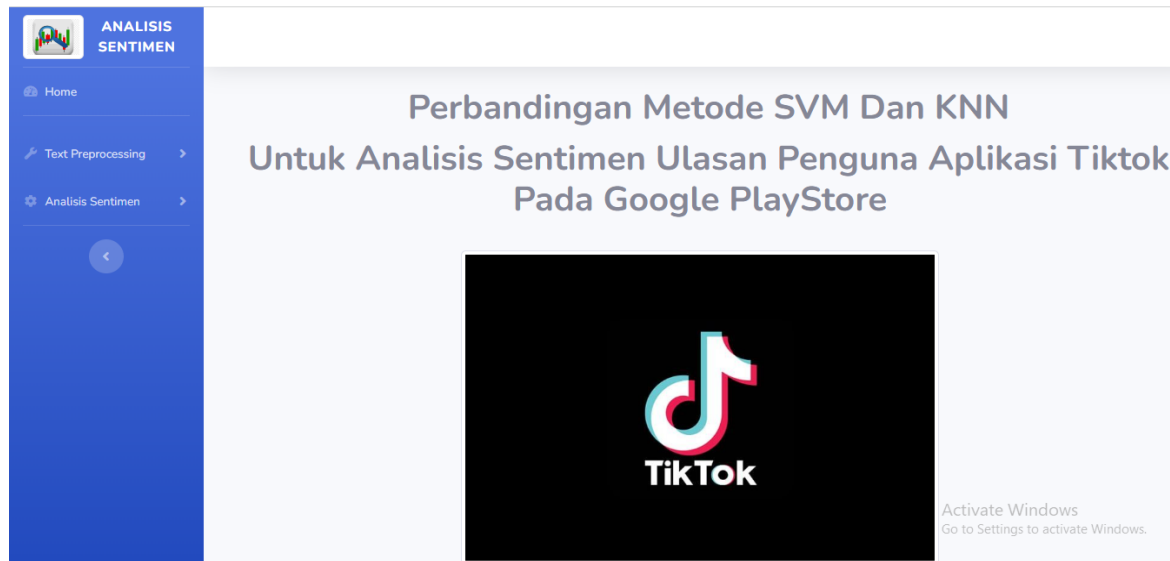 ANALISIS
SENTIMEN
Home
Text Preprocessing
Analisis Sentimen
Perbandingan Metode SVM Dan KNN
Untuk Analisis Sentimen Ulasan Penguna Aplikasi Tiktok
Pada Google PlayStore
TikTok
Activate Windows
Go to Settings to activate Windows.